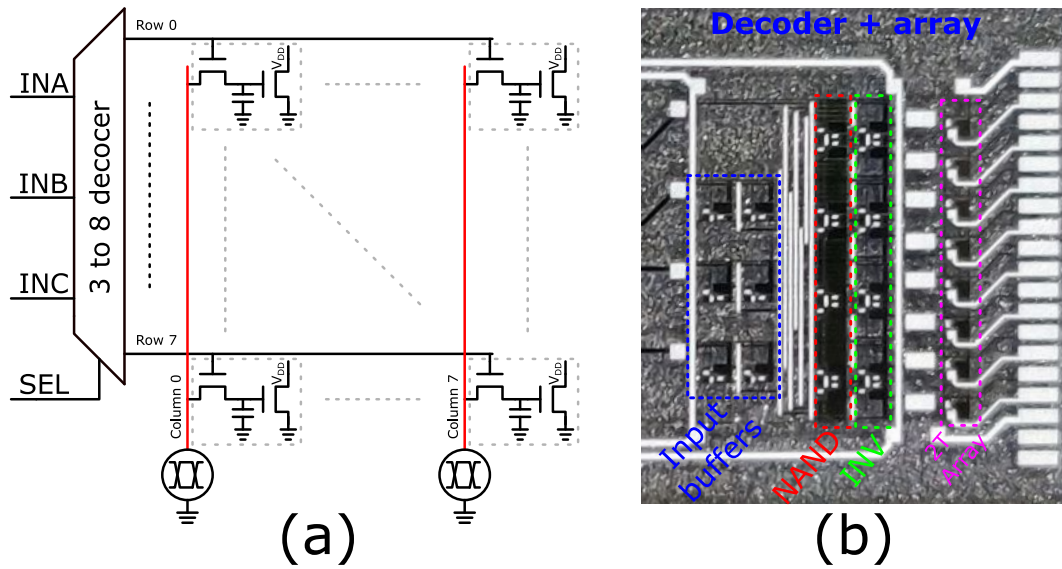 Row 0
V_DD
V_DD
INA
INB
INC
SEL
3 to 8 decocer
Row 7
V_DD
V_DD
Column 0
Column 7
(a)
Decoder + array
Input
buffers
NAND
INV
2T
Array
(b)